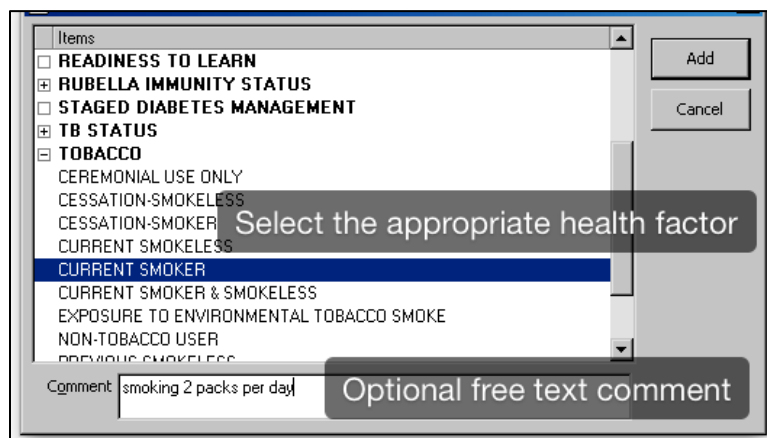 Items
READINESS TO LEARN
RUBELLA IMMUNITY STATUS
STAGED DIABETES MANAGEMENT
TB STATUS
TOBACCO
CEREMONIAL USE ONLY
CESSATION-SMOKELESS
CESSATION-SMOKER
CURRENT SMOKELESS
CURRENT SMOKER
CURRENT SMOKER & SMOKELESS
EXPOSURE TO ENVIRONMENTAL TOBACCO SMOKE
NON-TOBACCO USER
PREVIOUS SMOKELESS
Add
Cancel
Select the appropriate health factor
Comment smoking 2 packs per day
Optional free text comment